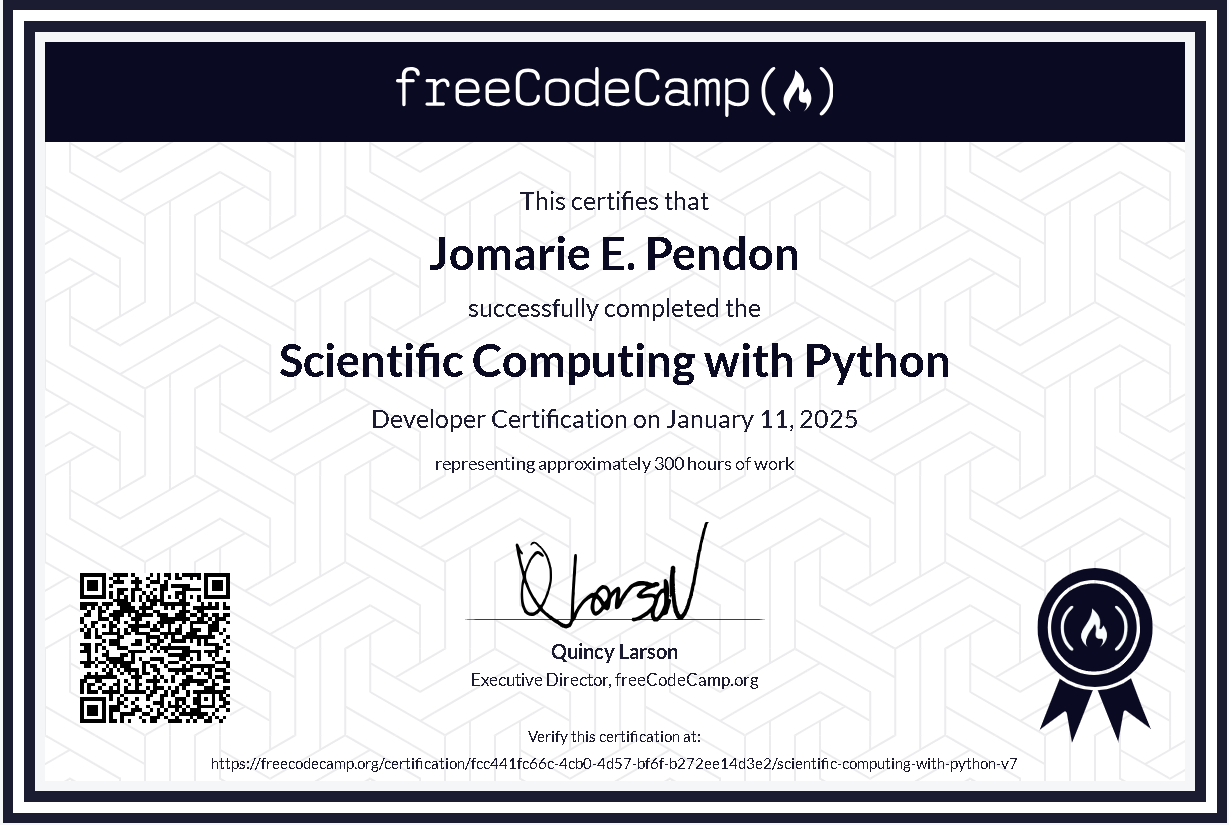 freeCodeCamp
This certifies that
Jomarie E. Pendon
successfully completed the
Scientific Computing with Python
Developer Certification on January 11, 2025
representing approximately 300 hours of work
QLarson
Quincy Larson
Executive Director, freeCodeCamp.org
Verify this certification at:
https://freecodecamp.org/certification/fcc441fc66c-4cb0-4d57-bf6f-b272ee14d3e2/scientific-computing-with-python-v7